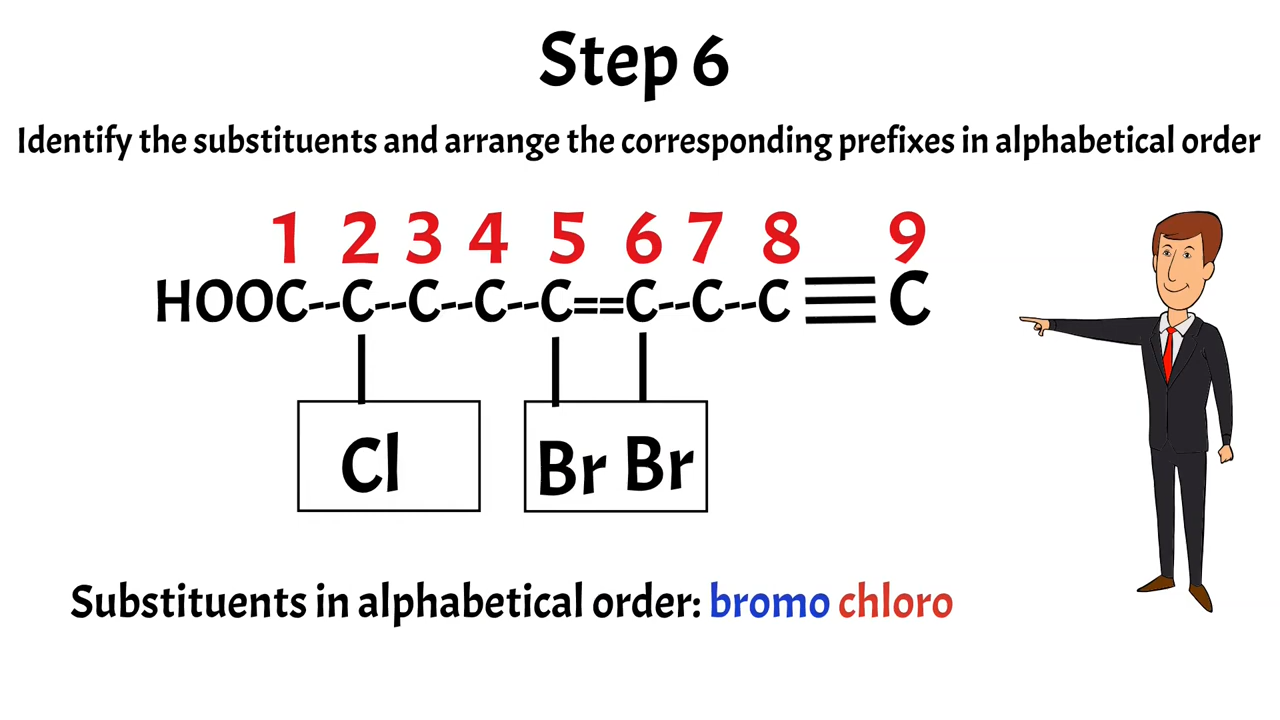 Step 6
Identify the substituents and arrange the corresponding prefixes in alphabetical order
1 2 3 4 5 6 7 8 9
HOOC--C--C--C--C==C--C--C≡C
Cl Br Br
Substituents in alphabetical order: bromo chloro